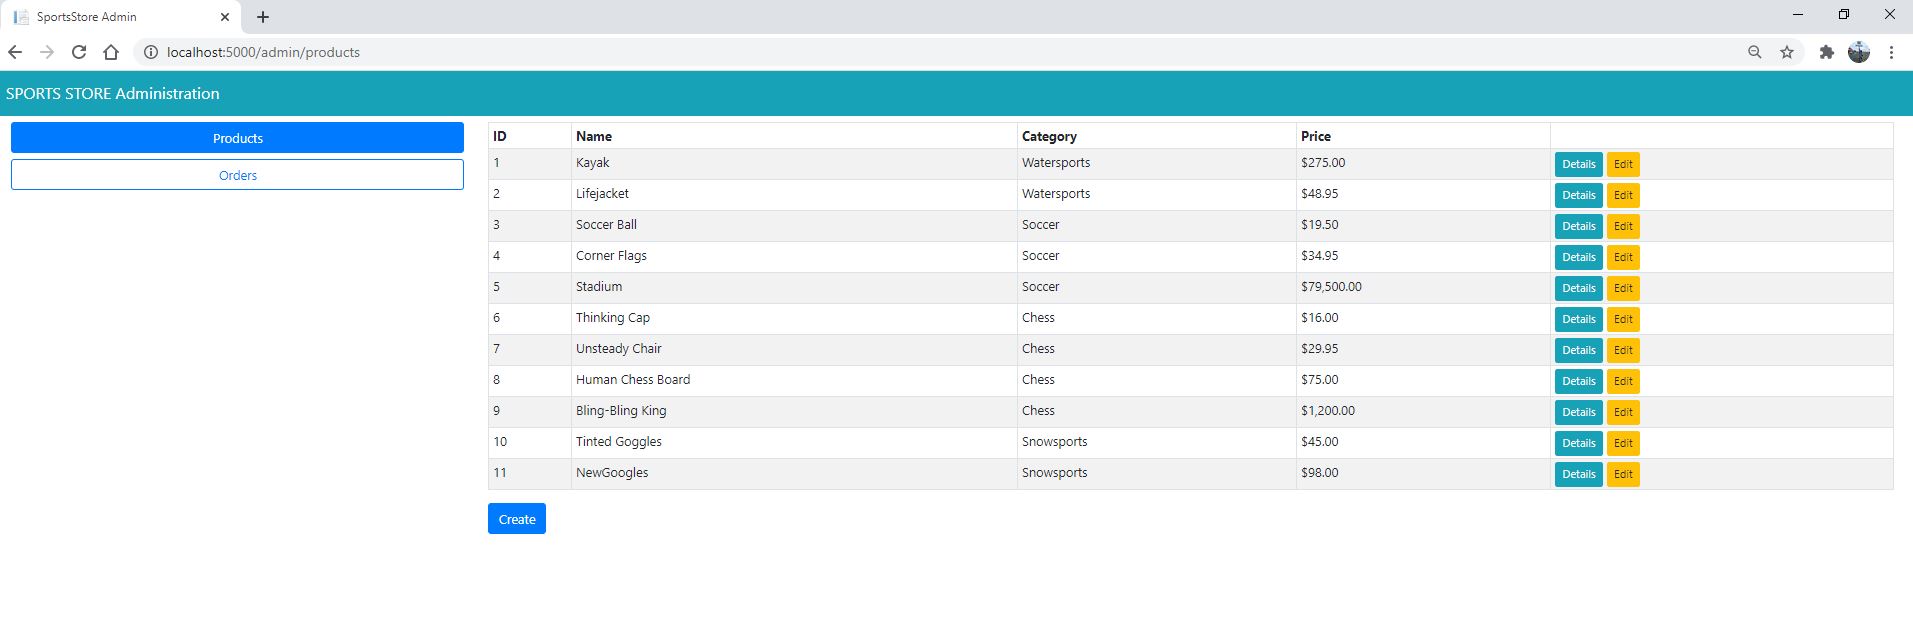 SportsStore Admin
localhost:5000/admin/products
SPORTS STORE Administration
Products
Orders
ID Name Category Price
1 Kayak Watersports $275.00 Details Edit
2 Lifejacket Watersports $48.95 Details Edit
3 Soccer Ball Soccer $19.50 Details Edit
4 Corner Flags Soccer $34.95 Details Edit
5 Stadium Soccer $79,500.00 Details Edit
6 Thinking Cap Chess $16.00 Details Edit
7 Unsteady Chair Chess $29.95 Details Edit
8 Human Chess Board Chess $75.00 Details Edit
9 Bling-Bling King Chess $1,200.00 Details Edit
10 Tinted Goggles Snowsports $45.00 Details Edit
11 NewGoogles Snowsports $98.00 Details Edit
Create